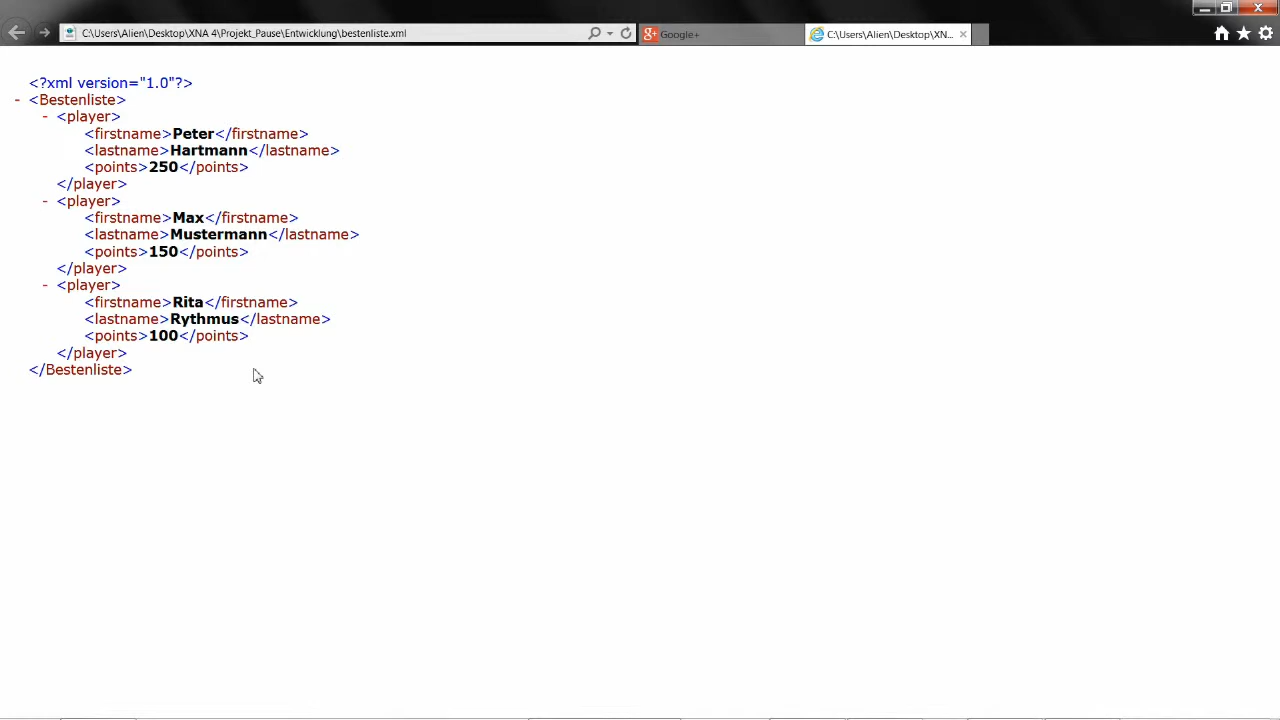 C:\Users\Alien\Desktop\XNA 4\Projekt_Pause\Entwicklung\bestenliste.xml
Google+
C:\Users\Alien\Desktop\XN...
<?xml version="1.0"?>
- <Bestenliste>
- <player>
<firstname>Peter</firstname>
<lastname>Hartmann</lastname>
<points>250</points>
</player>
- <player>
<firstname>Max</firstname>
<lastname>Mustermann</lastname>
<points>150</points>
</player>
- <player>
<firstname>Rita</firstname>
<lastname>Rythmus</lastname>
<points>100</points>
</player>
</Bestenliste>